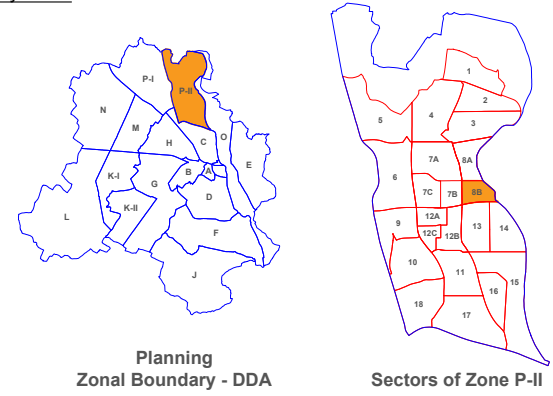 P-I
P-II
N
M
H
C
O
E
K-I
G
B
A
D
K-II
L
F
J
Planning
Zonal Boundary - DDA
1
2
3
4
5
6
7A
8A
7C
7B
8B
9
12A
12C
12B
13
14
10
11
15
16
18
17
Sectors of Zone P-II